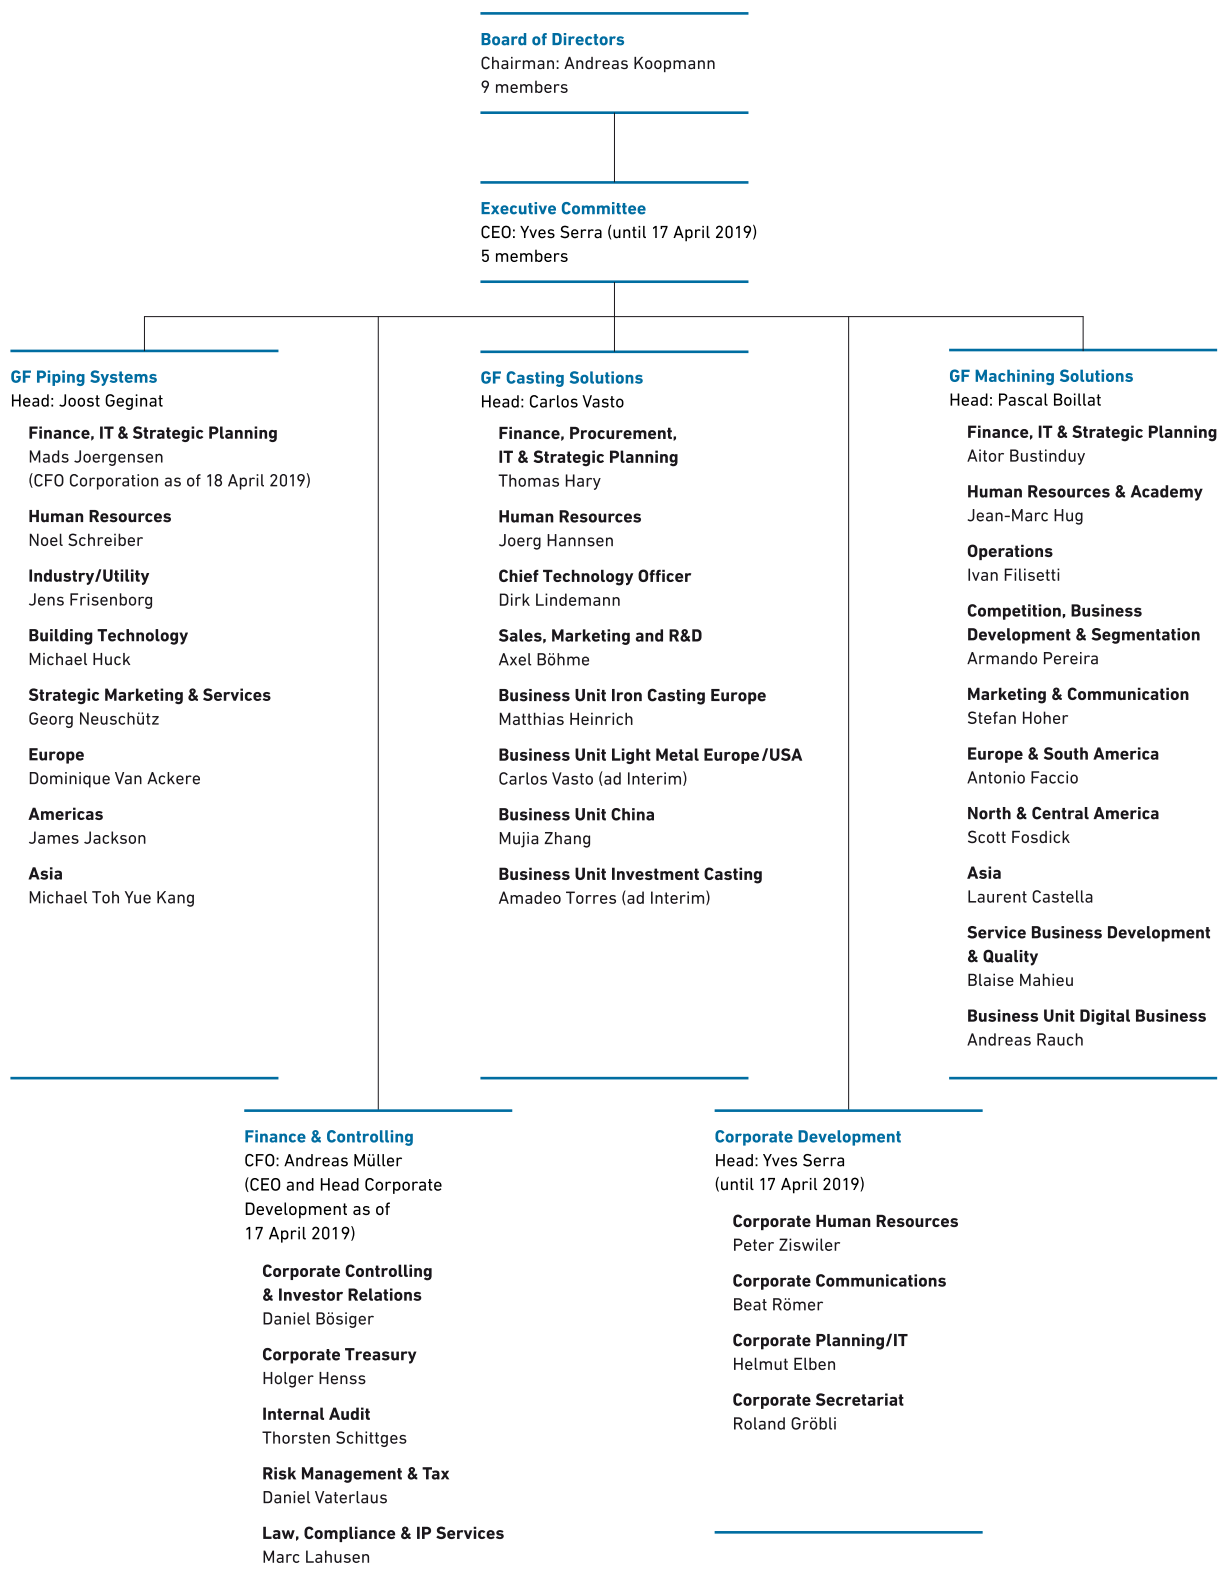 Board of Directors
Chairman: Andreas Koopmann
9 members
Executive Committee
CEO: Yves Serra (until 17 April 2019)
5 members
GF Piping Systems
Head: Joost Geginat
Finance, IT & Strategic Planning
Mads Joergensen
(CFO Corporation as of 18 April 2019)
Human Resources
Noel Schreiber
Industry/Utility
Jens Frisenborg
Building Technology
Michael Huck
Strategic Marketing & Services
Georg Neuschütz
Europe
Dominique Van Ackere
Americas
James Jackson
Asia
Michael Toh Yue Kang
GF Casting Solutions
Head: Carlos Vasto
Finance, Procurement,
IT & Strategic Planning
Thomas Hary
Human Resources
Joerg Hannsen
Chief Technology Officer
Dirk Lindemann
Sales, Marketing and R&D
Axel Böhme
Business Unit Iron Casting Europe
Matthias Heinrich
Business Unit Light Metal Europe/USA
Carlos Vasto (ad Interim)
Business Unit China
Mujia Zhang
Business Unit Investment Casting
Amadeo Torres (ad Interim)
GF Machining Solutions
Head: Pascal Boillat
Finance, IT & Strategic Planning
Aitor Bustinduy
Human Resources & Academy
Jean-Marc Hug
Operations
Ivan Filisetti
Competition, Business
Development & Segmentation
Armando Pereira
Marketing & Communication
Stefan Hoher
Europe & South America
Antonio Faccio
North & Central America
Scott Fosdick
Asia
Laurent Castella
Service Business Development
& Quality
Blaise Mahieu
Business Unit Digital Business
Andreas Rauch
Finance & Controlling
CFO: Andreas Müller
(CEO and Head Corporate
Development as of
17 April 2019)
Corporate Controlling
& Investor Relations
Daniel Bösiger
Corporate Treasury
Holger Henss
Internal Audit
Thorsten Schittges
Risk Management & Tax
Daniel Vaterlaus
Law, Compliance & IP Services
Marc Lahusen
Corporate Development
Head: Yves Serra
(until 17 April 2019)
Corporate Human Resources
Peter Ziswiler
Corporate Communications
Beat Römer
Corporate Planning/IT
Helmut Elben
Corporate Secretariat
Roland Gröbli